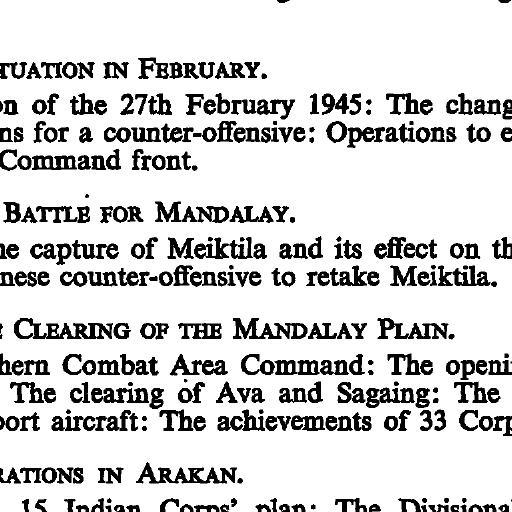 TUATION IN FEBRUARY.
on of the 27th February 1945: The chang
ns for a counter-offensive: Operations to e
Command front.
BATTLE FOR MANDALAY.
he capture of Meiktila and its effect on th
nese counter-offensive to retake Meiktila.
CLEARING OF THE MANDALAY PLAIN.
hern Combat Area Command: The openi
The clearing of Ava and Sagaing: The
port aircraft: The achievements of 33 Corp
RATIONS IN ARAKAN.
15 Indian Corps' plan: The Divisional